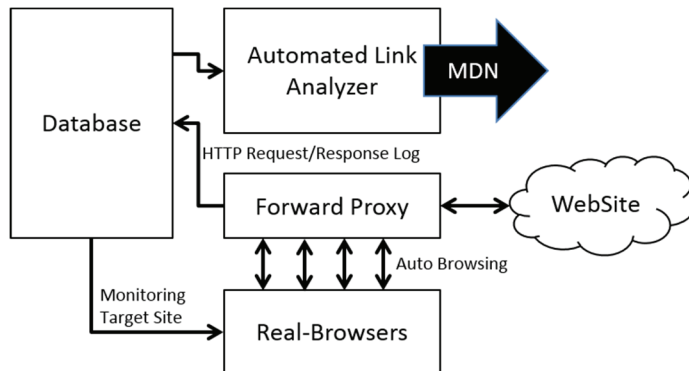 Automated Link
Analyzer
MDN
Database
HTTP Request/Response Log
Forward Proxy
WebSite
Auto Browsing
Monitoring
Target Site
Real-Browsers